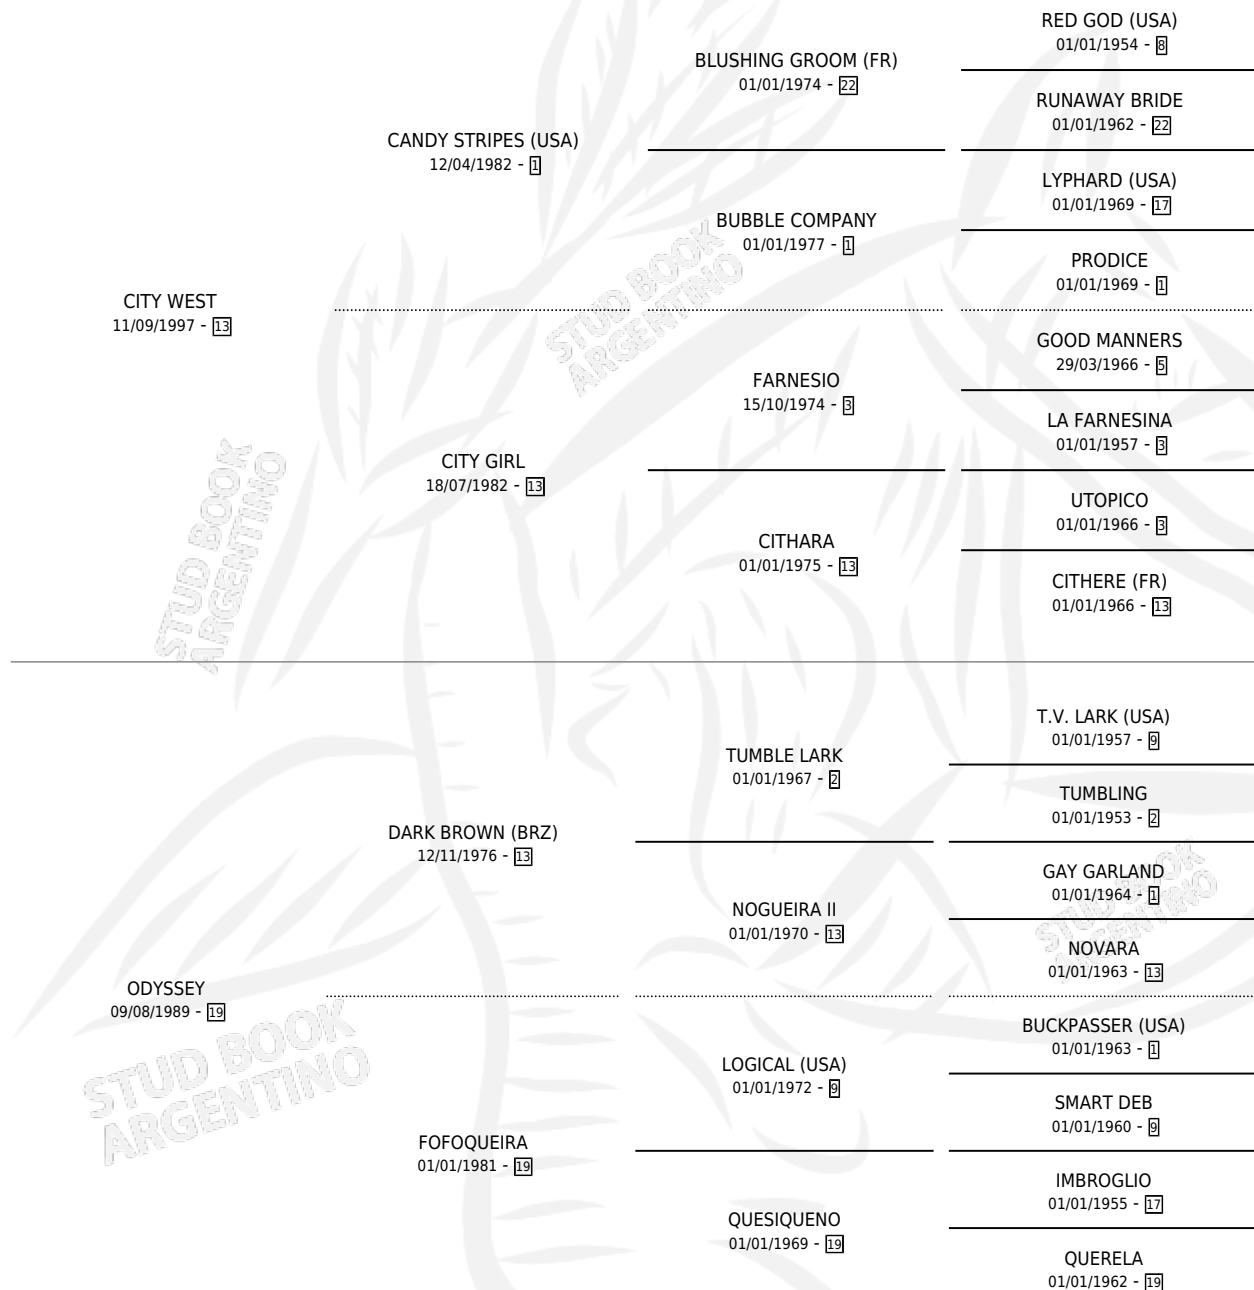 RED GOD (USA)
01/01/1954 - 8
BLUSHING GROOM (FR)
01/01/1974 - 22
RUNAWAY BRIDE
01/01/1962 - 22
CANDY STRIPES (USA)
12/04/1982 - 1
LYPHARD (USA)
01/01/1969 - 17
BUBBLE COMPANY
01/01/1977 - 1
PRODICE
01/01/1969 - 1
CITY WEST
11/09/1997 - 13
STUD BOOK
ARGENTINO
GOOD MANNERS
29/03/1966 - 5
FARNESIO
15/10/1974 - 3
LA FARNESINA
01/01/1957 - 3
CITY GIRL
18/07/1982 - 13
UTOPICO
01/01/1966 - 3
CITHARA
01/01/1975 - 13
CITHERE (FR)
01/01/1966 - 13
STUD BOOK
ARGENTINO
T.V. LARK (USA)
01/01/1957 - 9
TUMBLE LARK
01/01/1967 - 2
TUMBLING
01/01/1953 - 2
DARK BROWN (BRZ)
12/11/1976 - 13
GAY GARLAND
01/01/1964 - 1
NOGUEIRA II
01/01/1970 - 13
STUD BOOK
ARGENTINO
NOVARA
01/01/1963 - 13
ODYSSEY
09/08/1989 - 19
BUCKPASSER (USA)
01/01/1963 - 1
STUD BOOK
ARGENTINO
LOGICAL (USA)
01/01/1972 - 9
SMART DEB
01/01/1960 - 9
FOFOQUEIRA
01/01/1981 - 19
IMBROGLIO
01/01/1955 - 17
QUESIQUENO
01/01/1969 - 19
QUERELA
01/01/1962 - 19